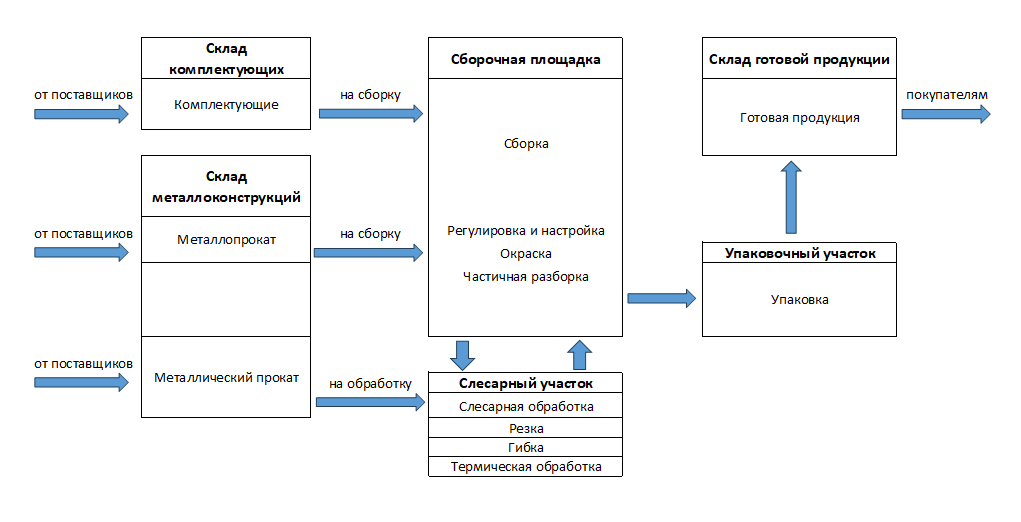 Склад
комплектующих
от поставщиков
Комплектующие
на сборку
Сборочная площадка
Сборка
Регулировка и настройка
Окраска
Частичная разборка
Склад готовой продукции
Готовая продукция
покупателям
Склад
металлоконструкций
от поставщиков
Металлопрокат
на сборку
Упаковочный участок
Упаковка
от поставщиков
Металлический прокат
на обработку
Слесарный участок
Слесарная обработка
Резка
Гибка
Термическая обработка